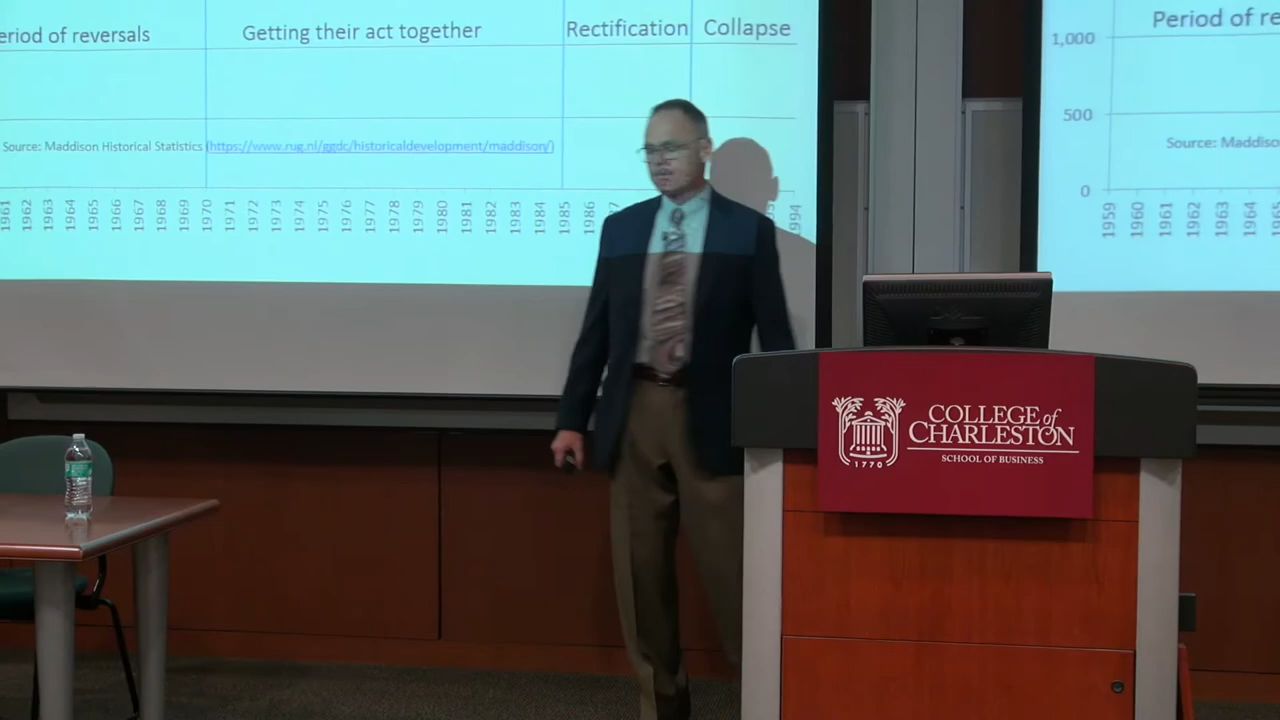 eriod of reversals
Getting their act together
Rectification
Collapse
Source: Maddison Historical Statistics (https://www.rug.nl/ggdc/historicaldevelopment/maddison/)
1961 1962 1963 1964 1965 1966 1967 1968 1969 1970 1971 1972 1973 1974 1975 1976 1977 1978 1979 1980 1981 1982 1983 1984 1985 1986
Period of re
1,000
500
Source: Maddiso
0
1959 1960 1961 1962 1963 1964
COLLEGE of
CHARLESTON
SCHOOL OF BUSINESS
1770